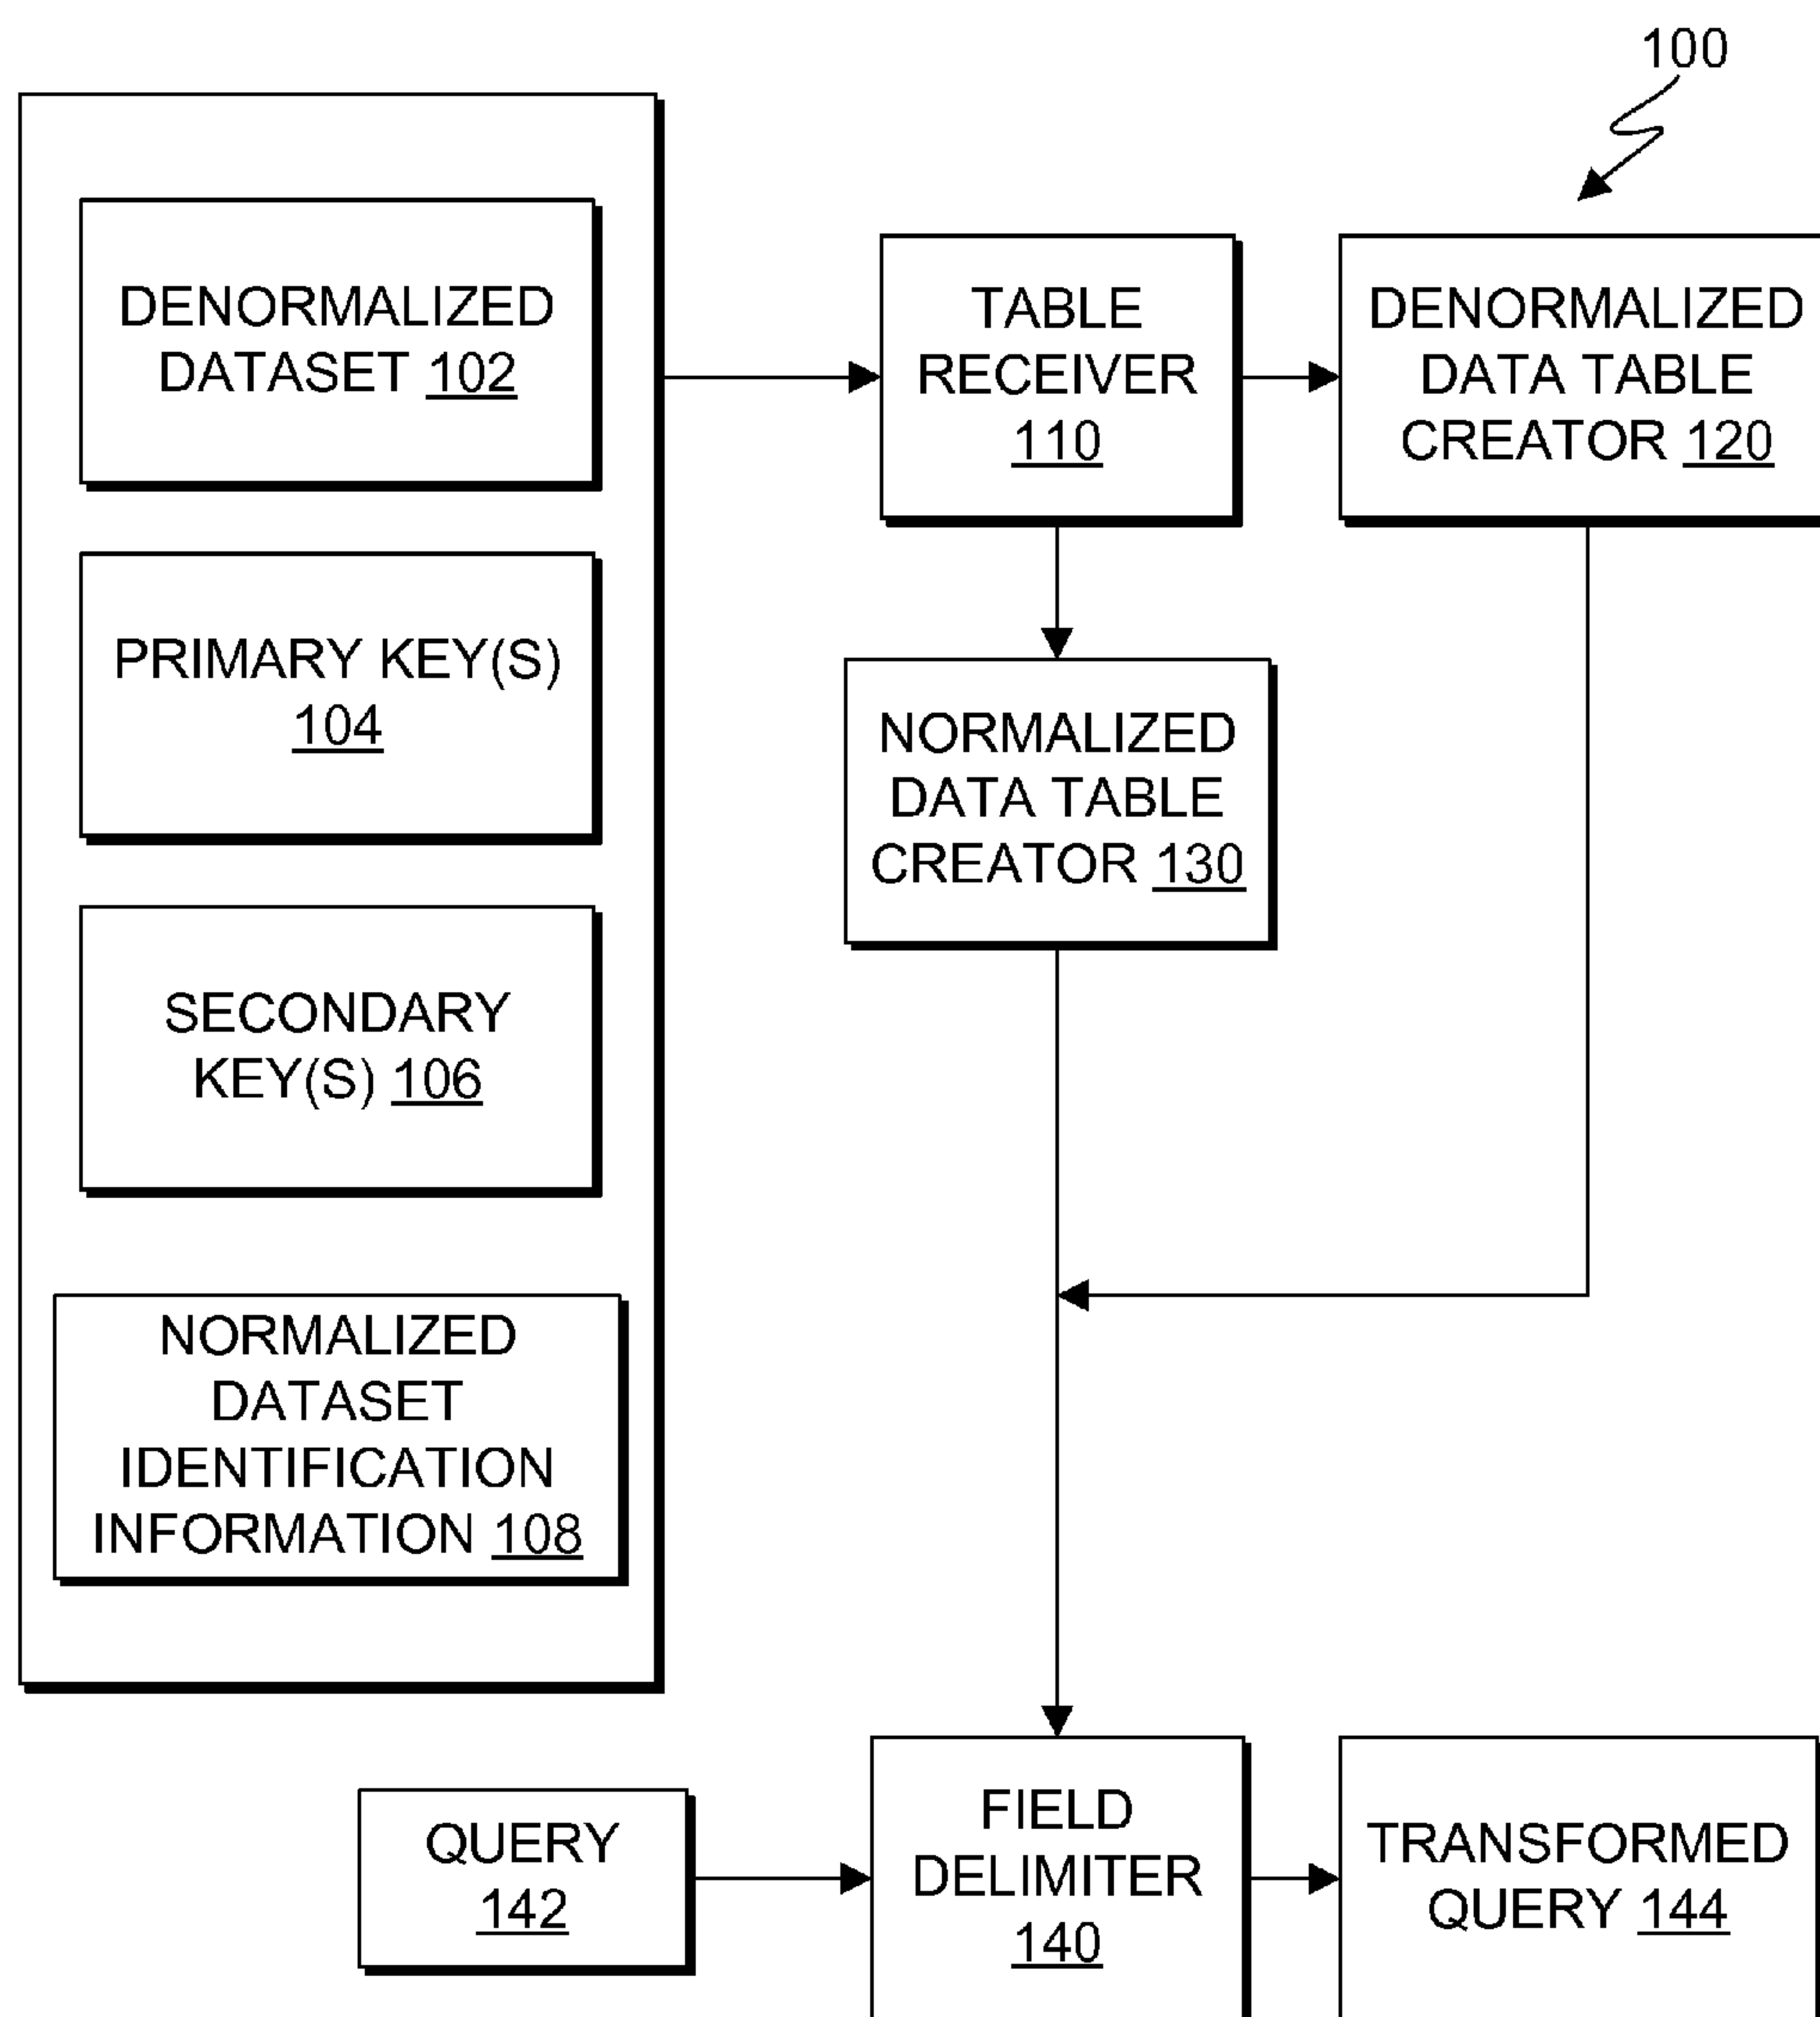 100
DENORMALIZED
DATASET 102
PRIMARY KEY(S)
104
SECONDARY
KEY(S) 106
NORMALIZED
DATASET
IDENTIFICATION
INFORMATION 108
TABLE
RECEIVER
110
DENORMALIZED
DATA TABLE
CREATOR 120
NORMALIZED
DATA TABLE
CREATOR 130
QUERY
142
FIELD
DELIMITER
140
TRANSFORMED
QUERY 144